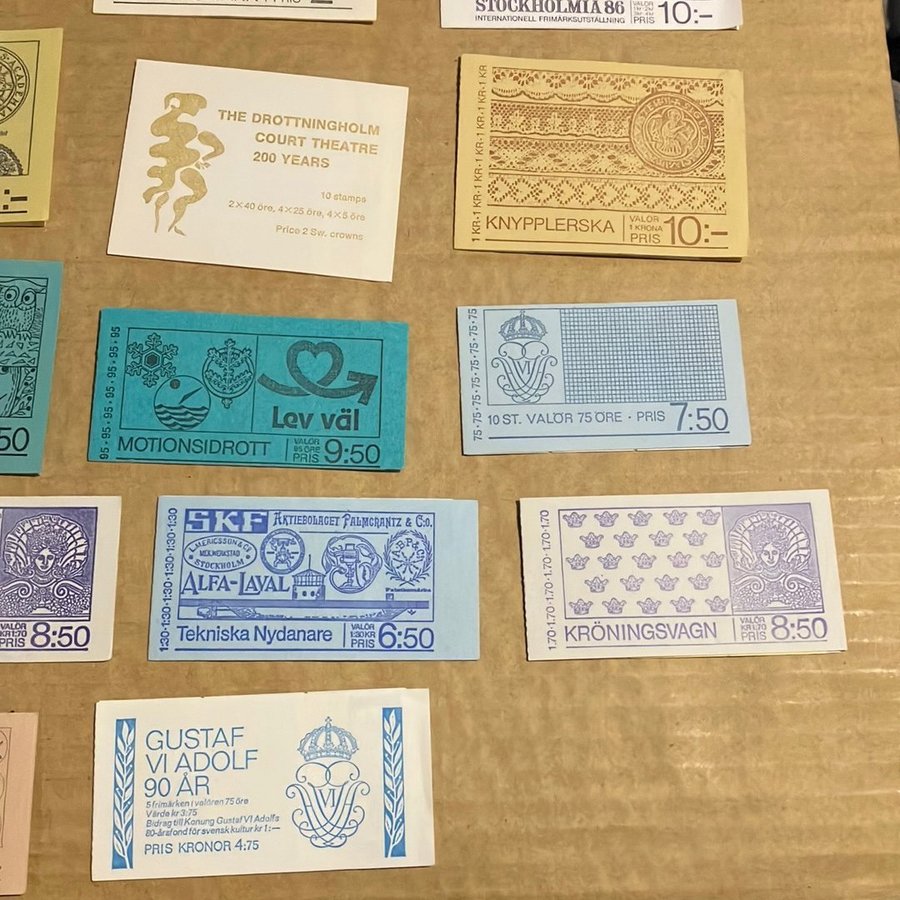 STOCKHOLMIA 86
INTERNATIONELL FRIMÄRKSUTSTÄLLNING
VALÖR
PRIS 10:–
THE DROTTNINGHOLM
COURT THEATRE
200 YEARS
10 stamps
2×40 öre, 4×25 öre, 4×5 öre
Price 2 Sw. crowns
1 KR·1 KR·1 KR·1 KR·1 KR·1 KR
KNYPPLERSKA
VALÖR
1 KRONA
PRIS 10:–
50
95·95·95·95·95·95
Lev väl
MOTIONSIDROTT
VALÖR
95 ÖRE
PRIS 9:50
75·75·75·75·75·75·75
VI
10 ST. VALÖR 75 ÖRE · PRIS 7:50
VALÖR
KR 1.70
PRIS 8:50
1:30·1:30·1:30·1:30·1:30
SKF
AKTIEBOLAGET PALMCRANTZ & C:o.
L.M.ERICSSON & C:o
STOCKHOLM
ALFA-LAVAL
Tekniska Nydanare
VALÖR
1:30 KR
PRIS 6:50
1.70·1.70·1.70·1.70·1.70
KRÖNINGSVAGN
VALÖR
KR 1.70
PRIS 8:50
GUSTAF
VI ADOLF
90 ÅR
5 frimärken i valören 75 öre
Värde kr 3:75
Bidrag till Konung Gustaf VI Adolfs
80-årsfond för svensk kultur kr 1:—
PRIS KRONOR 4:75
VI